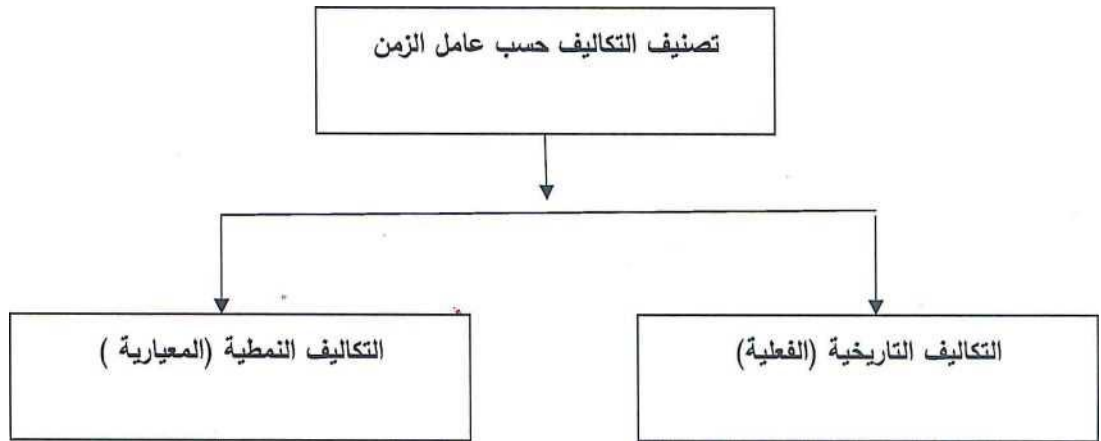 تصنيف التكاليف حسب عامل الزمن
التكاليف التاريخية (الفعلية)
التكاليف النمطية (المعيارية )